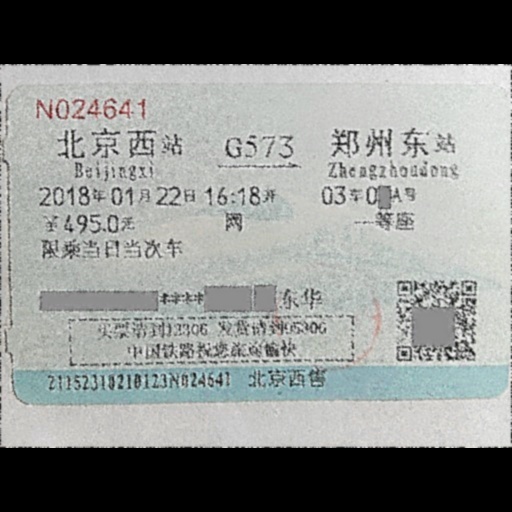 N024641
北京西站 G573 郑州东站
Beijingxi Zhengzhoudong
2018年01月22日 16:18开 03车0 A号
¥495.0元 网 一等座
限乘当日当次车
**** 东华
买票请到12306 发货请到95306
中国铁路祝您旅途愉快
21152310210123N024641 北京西售